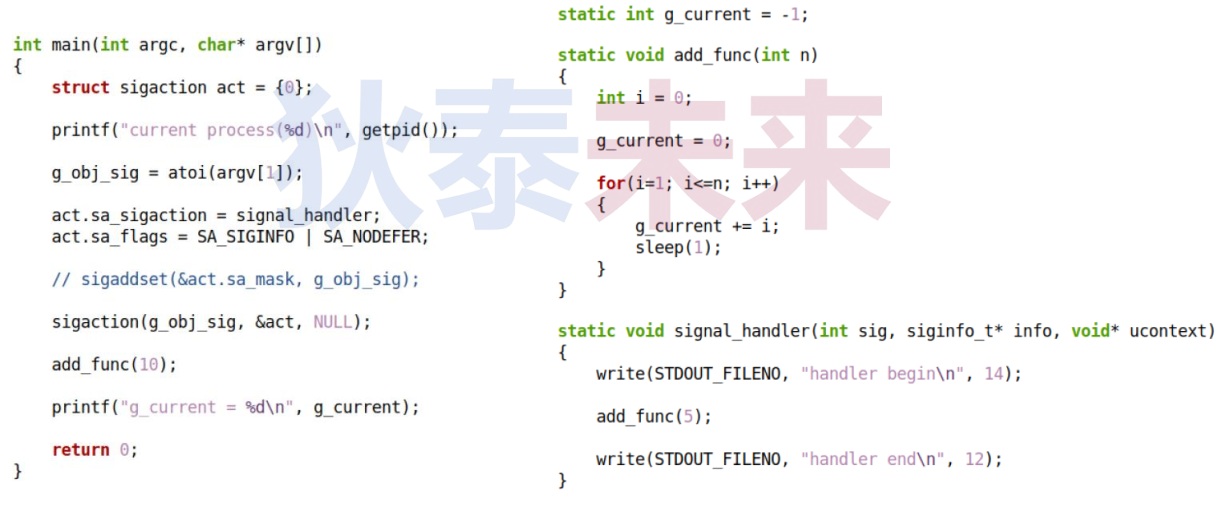 int main(int argc, char* argv[])
{
    struct sigaction act = {0};

    printf("current process(%d)\n", getpid());

    g_obj_sig = atoi(argv[1]);

    act.sa_sigaction = signal_handler;
    act.sa_flags = SA_SIGINFO | SA_NODEFER;

    // sigaddset(&act.sa_mask, g_obj_sig);

    sigaction(g_obj_sig, &act, NULL);

    add_func(10);

    printf("g_current = %d\n", g_current);

    return 0;
}
static int g_current = -1;

static void add_func(int n)
{
    int i = 0;

    g_current = 0;

    for(i=1; i<=n; i++)
    {
        g_current += i;
        sleep(1);
    }
}

static void signal_handler(int sig, siginfo_t* info, void* ucontext)
{
    write(STDOUT_FILENO, "handler begin\n", 14);

    add_func(5);

    write(STDOUT_FILENO, "handler end\n", 12);
}
狄泰未来